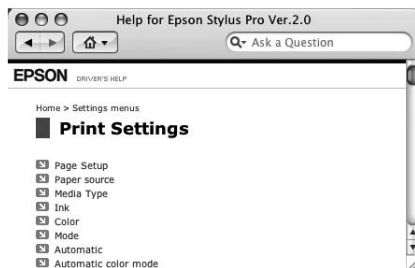 Help for Epson Stylus Pro Ver.2.0
Ask a Question
EPSON DRIVER'S HELP
Home > Settings menus
Print Settings
Page Setup
Paper source
Media Type
Ink
Color
Mode
Automatic
Automatic color mode